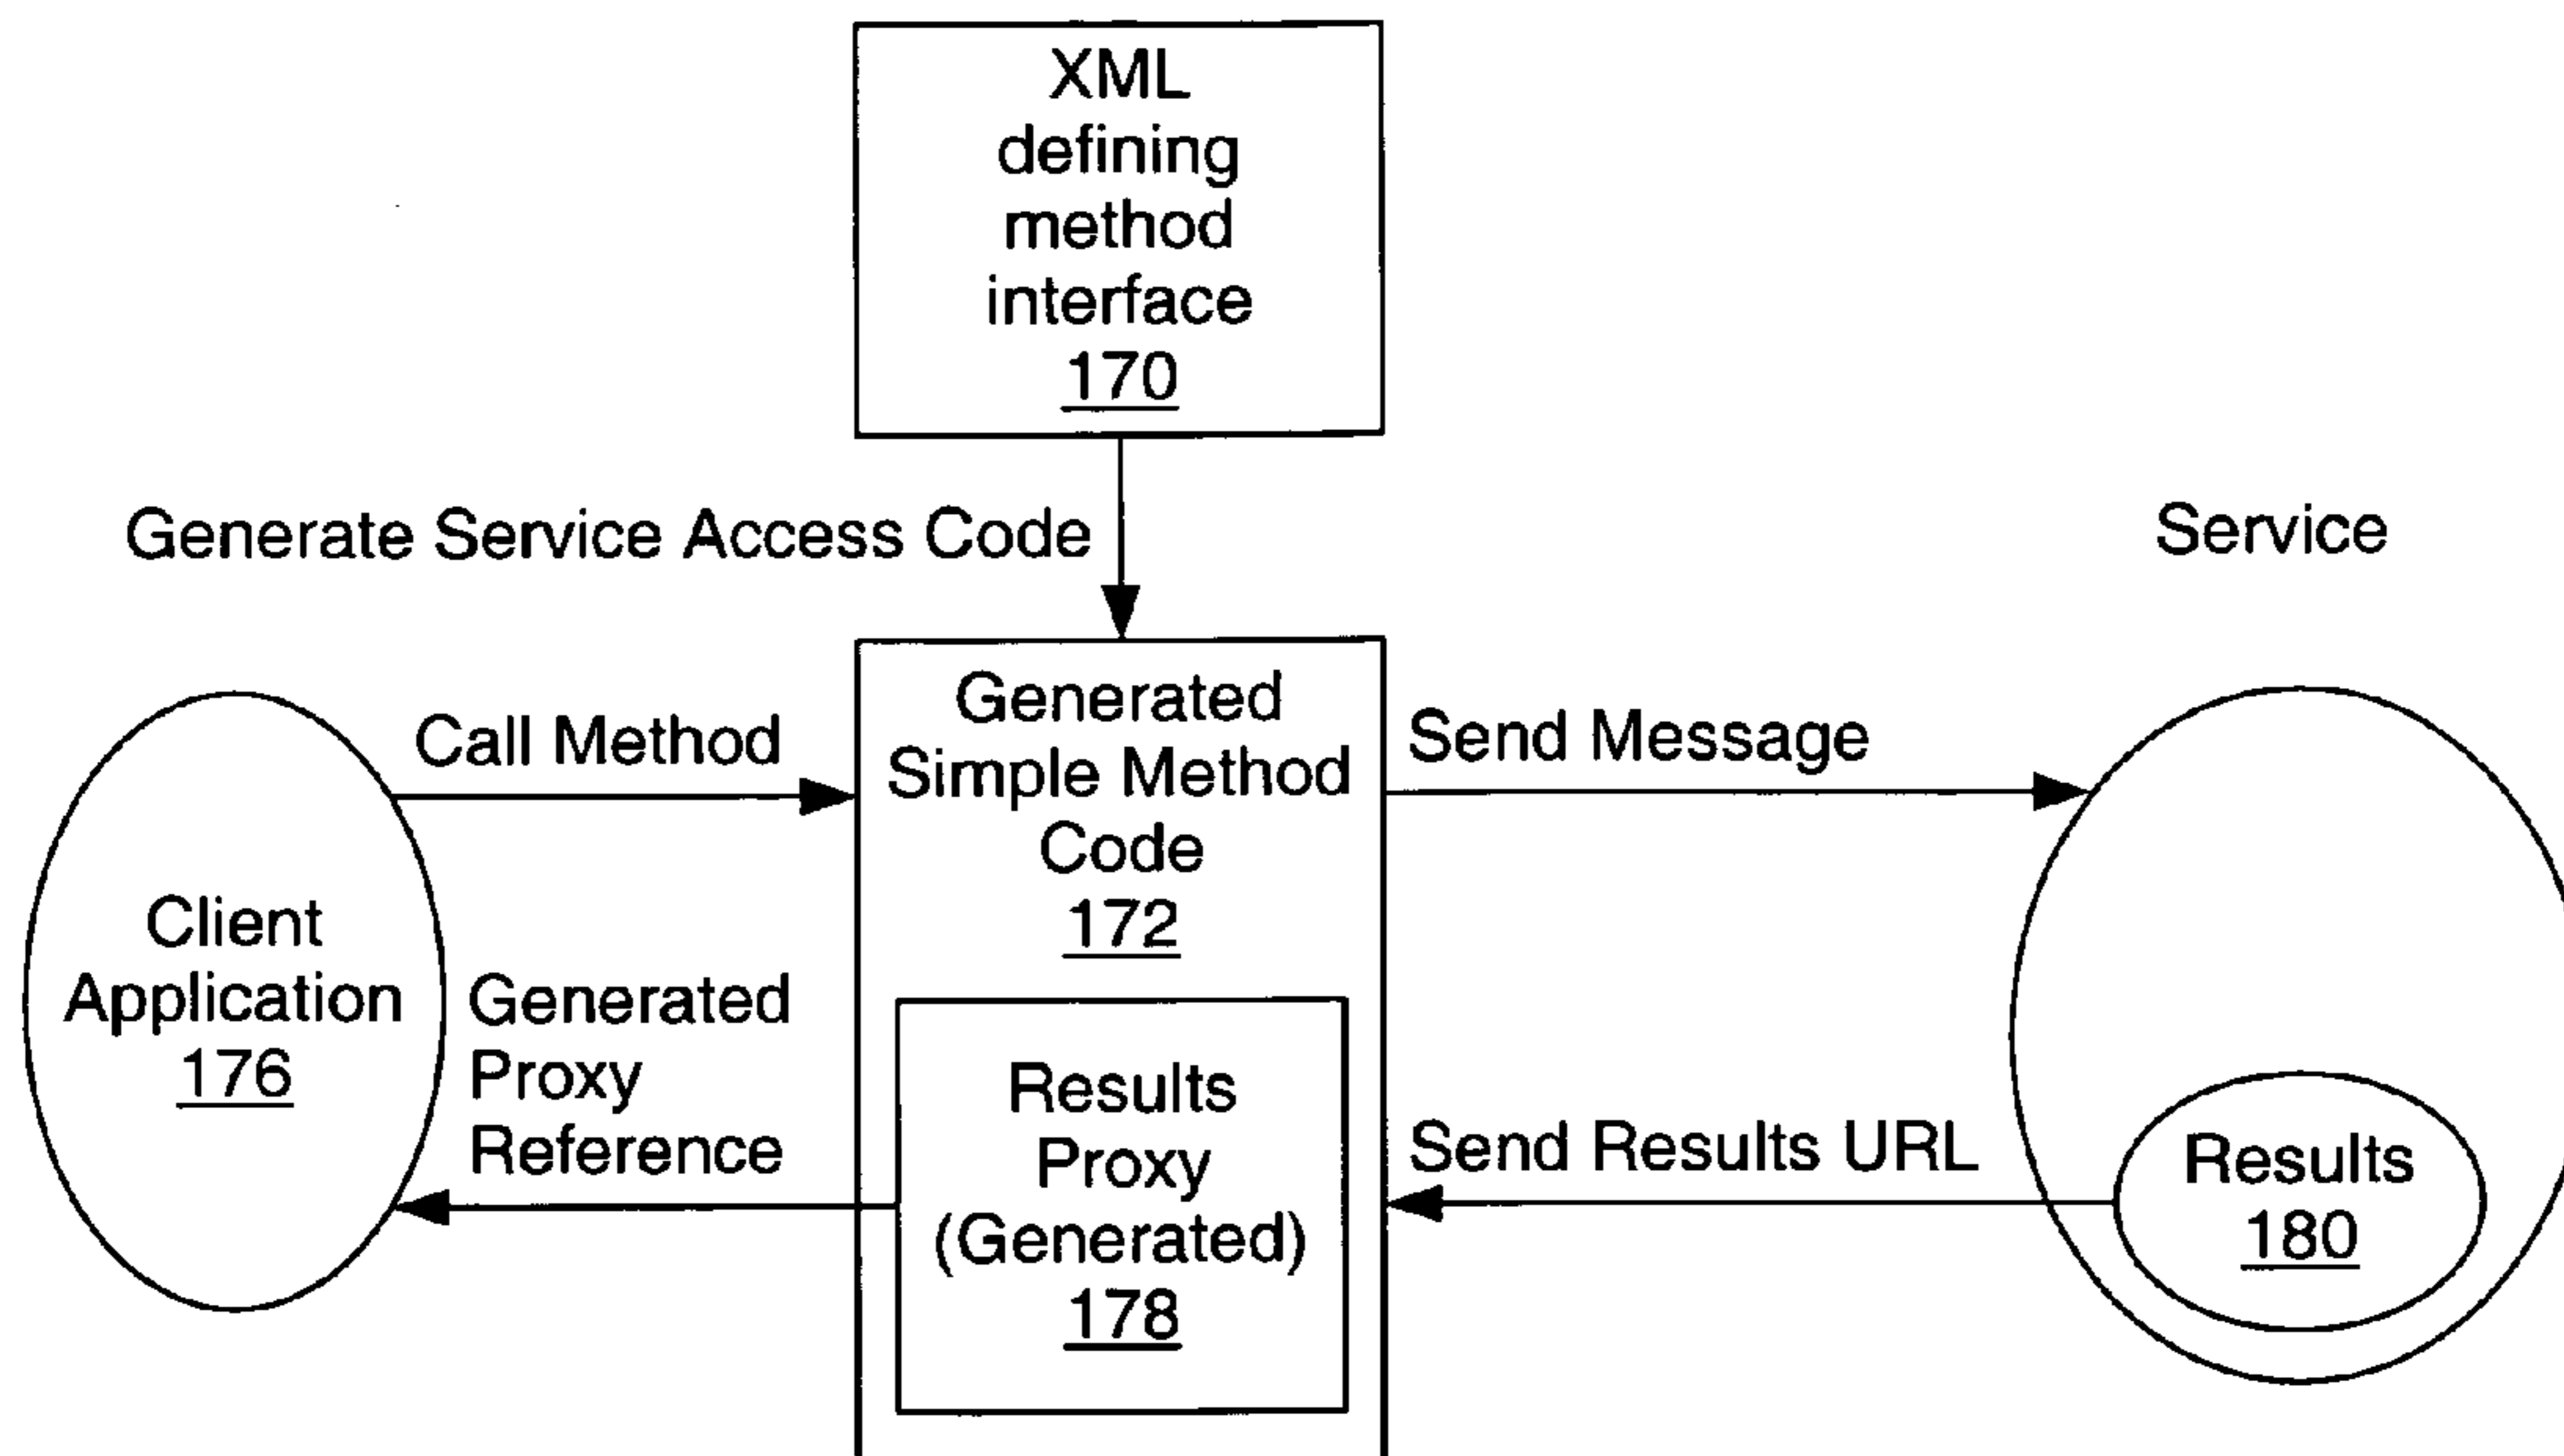 XML
defining
method
interface
170
Generate Service Access Code
Service
Generated
Simple Method
Code
172
Call Method
Send Message
Client
Application
176
Generated
Proxy
Reference
Results
Proxy
(Generated)
178
Send Results URL
Results
180